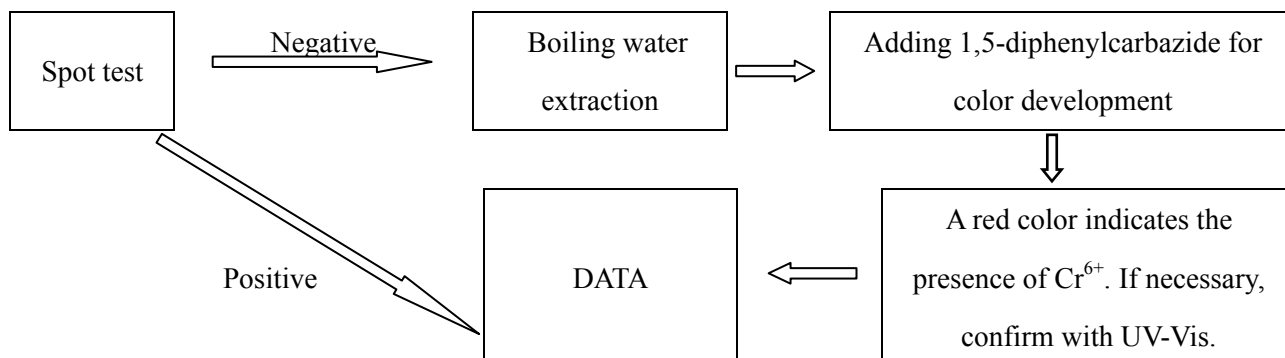 Spot test
Negative
Boiling water
extraction
Adding 1,5-diphenylcarbazide for
color development
A red color indicates the
presence of Cr⁶⁺. If necessary,
confirm with UV-Vis.
DATA
Positive